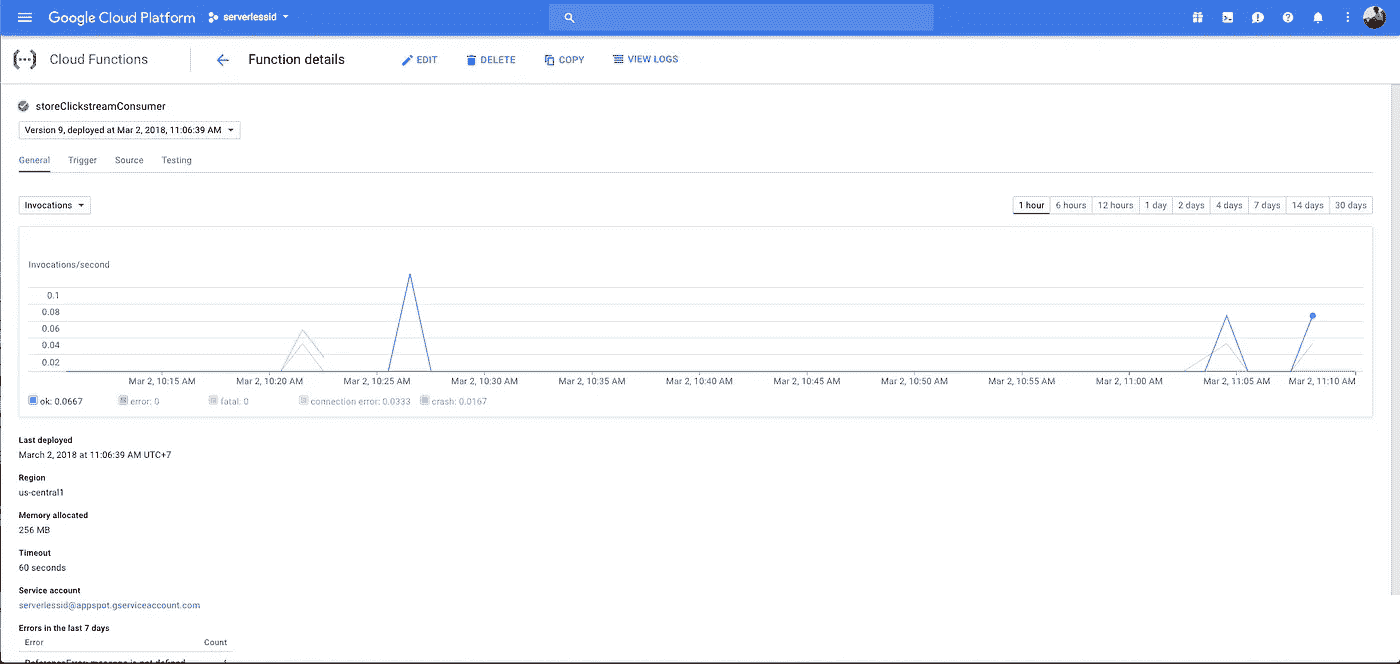 Google Cloud Platform serverlessid
Cloud Functions Function details EDIT DELETE COPY VIEW LOGS
storeClickstreamConsumer
Version 9, deployed at Mar 2, 2018, 11:06:39 AM
General Trigger Source Testing
Invocations 1 hour 6 hours 12 hours 1 day 2 days 4 days 7 days 14 days 30 days
Invocations/second
0.1
0.08
0.06
0.04
0.02
Mar 2, 10:15 AM Mar 2, 10:20 AM Mar 2, 10:25 AM Mar 2, 10:30 AM Mar 2, 10:35 AM Mar 2, 10:40 AM Mar 2, 10:45 AM Mar 2, 10:50 AM Mar 2, 10:55 AM Mar 2, 11:00 AM Mar 2, 11:05 AM Mar 2, 11:10 AM
ok: 0.0667 error: 0 fatal: 0 connection error: 0.0333 crash: 0.0167
Last deployed
March 2, 2018 at 11:06:39 AM UTC+7
Region
us-central1
Memory allocated
256 MB
Timeout
60 seconds
Service account
serverlessid@appspot.gserviceaccount.com
Errors in the last 7 days
Error Count
ReferenceError: message is not defined